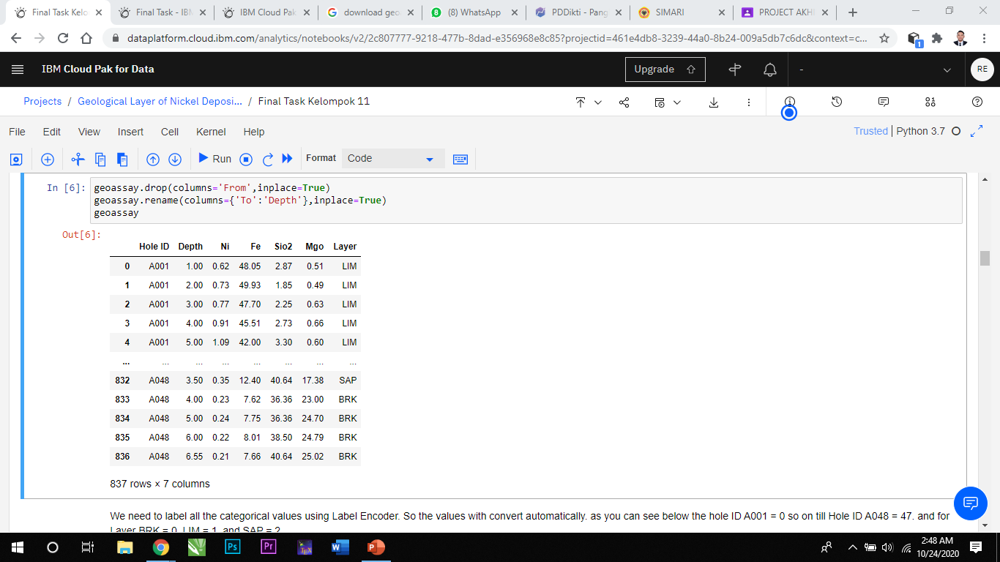 Final Task Kelo
Final Task - IBM
IBM Cloud Pak
download geo
(8) WhatsApp
PDDikti - Pang
SIMARI
PROJECT AKHI
dataplatform.cloud.ibm.com/analytics/notebooks/v2/2c807777-9218-477b-8dad-e356968e8c85?projectid=461e4db8-3239-44a0-8b24-009a5db7c6dc&context=c...
1
IBM Cloud Pak for Data
Upgrade
-
RE
Projects / Geological Layer of Nickel Deposi... / Final Task Kelompok 11
File Edit View Insert Cell Kernel Help
Trusted | Python 3.7
Run
Format
Code
In [6]: geoassay.drop(columns='From',inplace=True)
geoassay.rename(columns={'To':'Depth'},inplace=True)
geoassay
Out[6]:
Hole ID Depth Ni Fe Sio2 Mgo Layer
0 A001 1.00 0.62 48.05 2.87 0.51 LIM
1 A001 2.00 0.73 49.93 1.85 0.49 LIM
2 A001 3.00 0.77 47.70 2.25 0.63 LIM
3 A001 4.00 0.91 45.51 2.73 0.66 LIM
4 A001 5.00 1.09 42.00 3.30 0.60 LIM
... ... ... ... ... ... ... ...
832 A048 3.50 0.35 12.40 40.64 17.38 SAP
833 A048 4.00 0.23 7.62 36.36 23.00 BRK
834 A048 5.00 0.24 7.75 36.36 24.70 BRK
835 A048 6.00 0.22 8.01 38.50 24.79 BRK
836 A048 6.55 0.21 7.66 40.64 25.02 BRK
837 rows × 7 columns
We need to label all the categorical values using Label Encoder. So the values with convert automatically. as you can see below the hole ID A001 = 0 so on till Hole ID A048 = 47. and for
Layer BRK = 0, LIM = 1, and SAP = 2
Ps
Pr
TEX
W
P
2:48 AM
10/24/2020